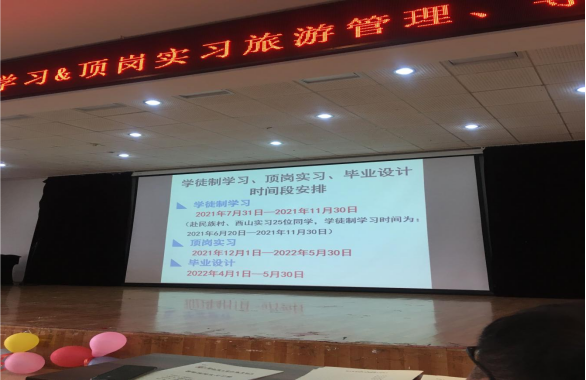 学习&顶岗实习旅游管理、
学徒制学习、顶岗实习、毕业设计
时间段安排
学徒制学习
2021年7月31日—2021年11月30日
（赴民族村、西山实习25位同学，学徒制学习时间为：
2021年6月20日—2021年11月30日）
顶岗实习
2021年12月1日—2022年5月30日
毕业设计
2022年4月1日—5月30日